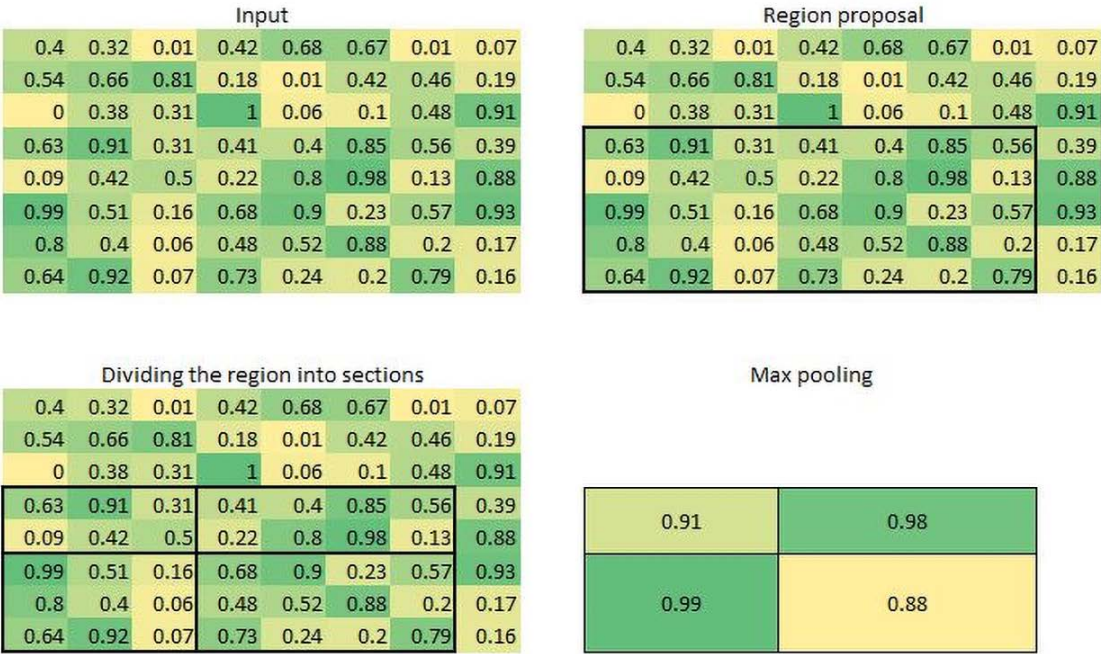 Input
0.4 0.32 0.01 0.42 0.68 0.67 0.01 0.07
0.54 0.66 0.81 0.18 0.01 0.42 0.46 0.19
0 0.38 0.31 1 0.06 0.1 0.48 0.91
0.63 0.91 0.31 0.41 0.4 0.85 0.56 0.39
0.09 0.42 0.5 0.22 0.8 0.98 0.13 0.88
0.99 0.51 0.16 0.68 0.9 0.23 0.57 0.93
0.8 0.4 0.06 0.48 0.52 0.88 0.2 0.17
0.64 0.92 0.07 0.73 0.24 0.2 0.79 0.16
Region proposal
0.4 0.32 0.01 0.42 0.68 0.67 0.01 0.07
0.54 0.66 0.81 0.18 0.01 0.42 0.46 0.19
0 0.38 0.31 1 0.06 0.1 0.48 0.91
0.63 0.91 0.31 0.41 0.4 0.85 0.56 0.39
0.09 0.42 0.5 0.22 0.8 0.98 0.13 0.88
0.99 0.51 0.16 0.68 0.9 0.23 0.57 0.93
0.8 0.4 0.06 0.48 0.52 0.88 0.2 0.17
0.64 0.92 0.07 0.73 0.24 0.2 0.79 0.16
Dividing the region into sections
0.4 0.32 0.01 0.42 0.68 0.67 0.01 0.07
0.54 0.66 0.81 0.18 0.01 0.42 0.46 0.19
0 0.38 0.31 1 0.06 0.1 0.48 0.91
0.63 0.91 0.31 0.41 0.4 0.85 0.56 0.39
0.09 0.42 0.5 0.22 0.8 0.98 0.13 0.88
0.99 0.51 0.16 0.68 0.9 0.23 0.57 0.93
0.8 0.4 0.06 0.48 0.52 0.88 0.2 0.17
0.64 0.92 0.07 0.73 0.24 0.2 0.79 0.16
Max pooling
0.91 0.98
0.99 0.88